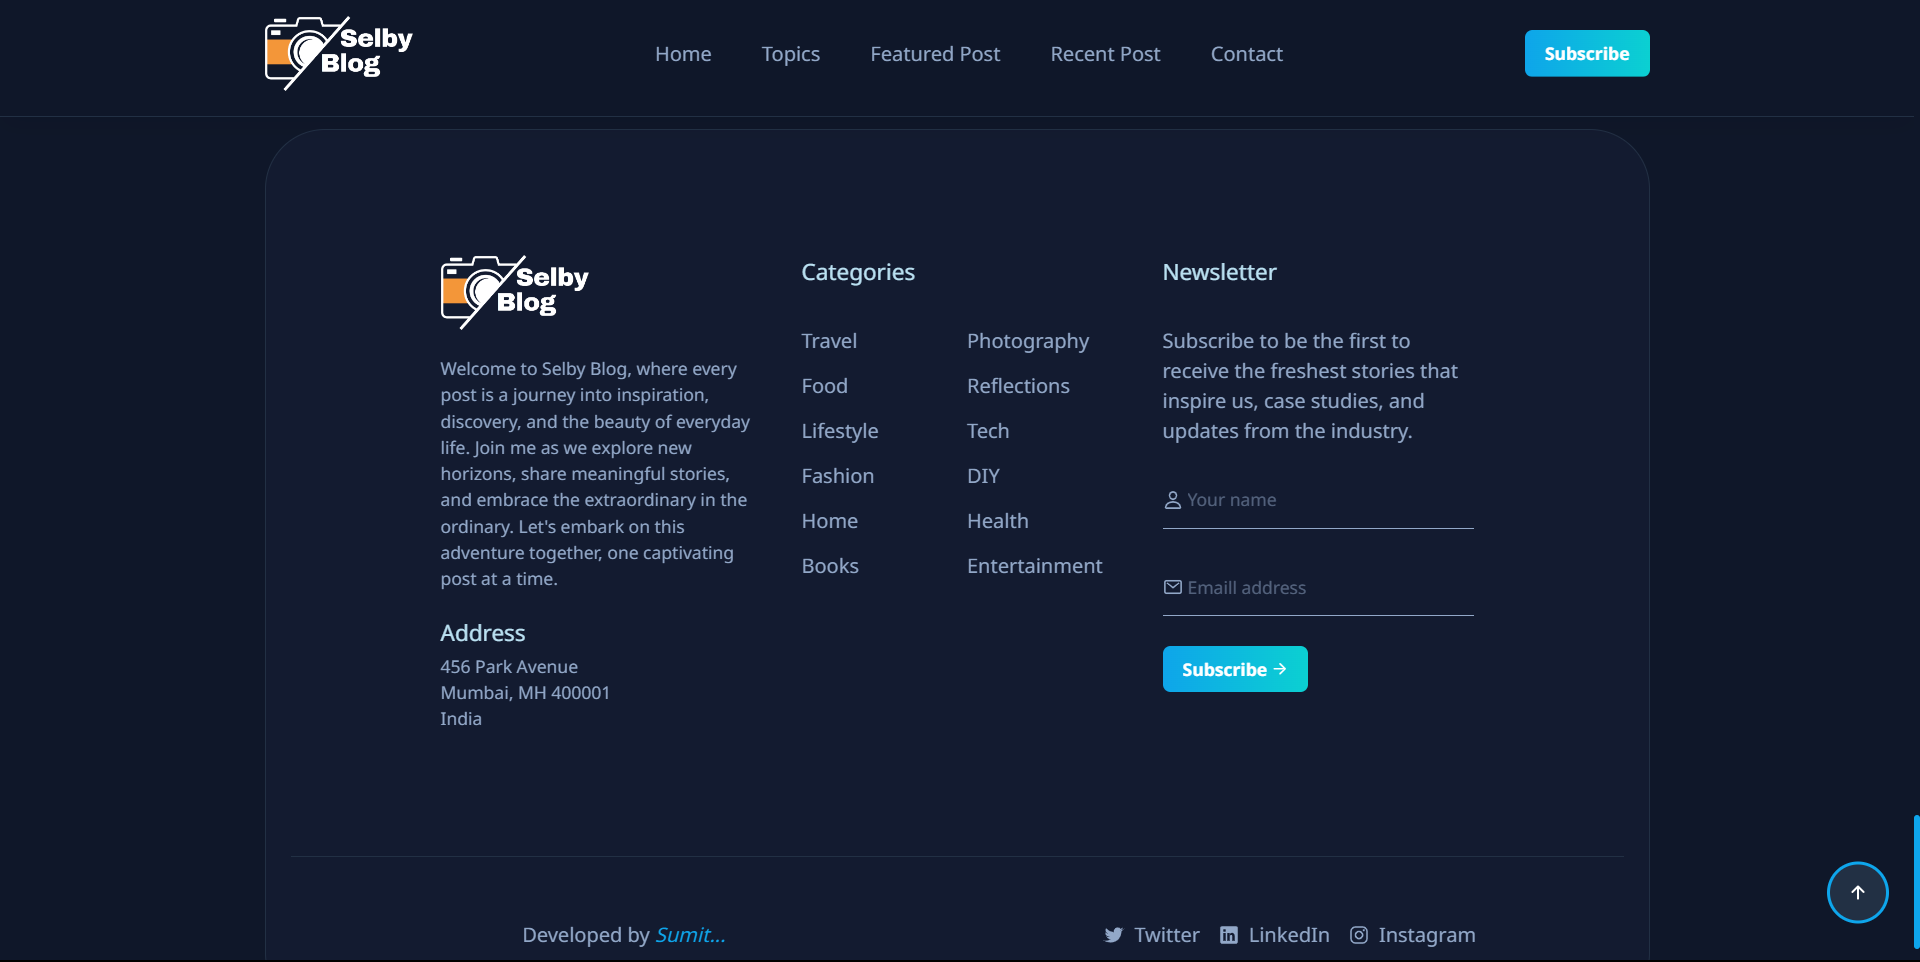 Selby
Blog
Home Topics Featured Post Recent Post Contact
Subscribe
Selby
Blog
Welcome to Selby Blog, where every
post is a journey into inspiration,
discovery, and the beauty of everyday
life. Join me as we explore new
horizons, share meaningful stories,
and embrace the extraordinary in the
ordinary. Let's embark on this
adventure together, one captivating
post at a time.
Address
456 Park Avenue
Mumbai, MH 400001
India
Categories
Travel
Food
Lifestyle
Fashion
Home
Books
Photography
Reflections
Tech
DIY
Health
Entertainment
Newsletter
Subscribe to be the first to
receive the freshest stories that
inspire us, case studies, and
updates from the industry.
Your name
Emaill address
Subscribe
Developed by Sumit...
Twitter LinkedIn Instagram